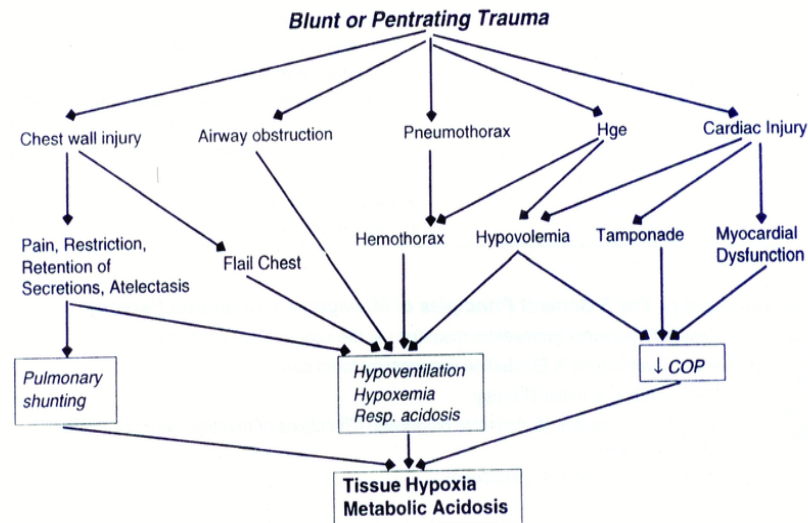 Blunt or Pentrating Trauma
Chest wall injury
Airway obstruction
Pneumothorax
Hge
Cardiac Injury
Pain, Restriction,
Retention of
Secretions, Atelectasis
Flail Chest
Hemothorax
Hypovolemia
Tamponade
Myocardial
Dysfunction
Pulmonary
shunting
Hypoventilation
Hypoxemia
Resp. acidosis
↓ COP
Tissue Hypoxia
Metabolic Acidosis